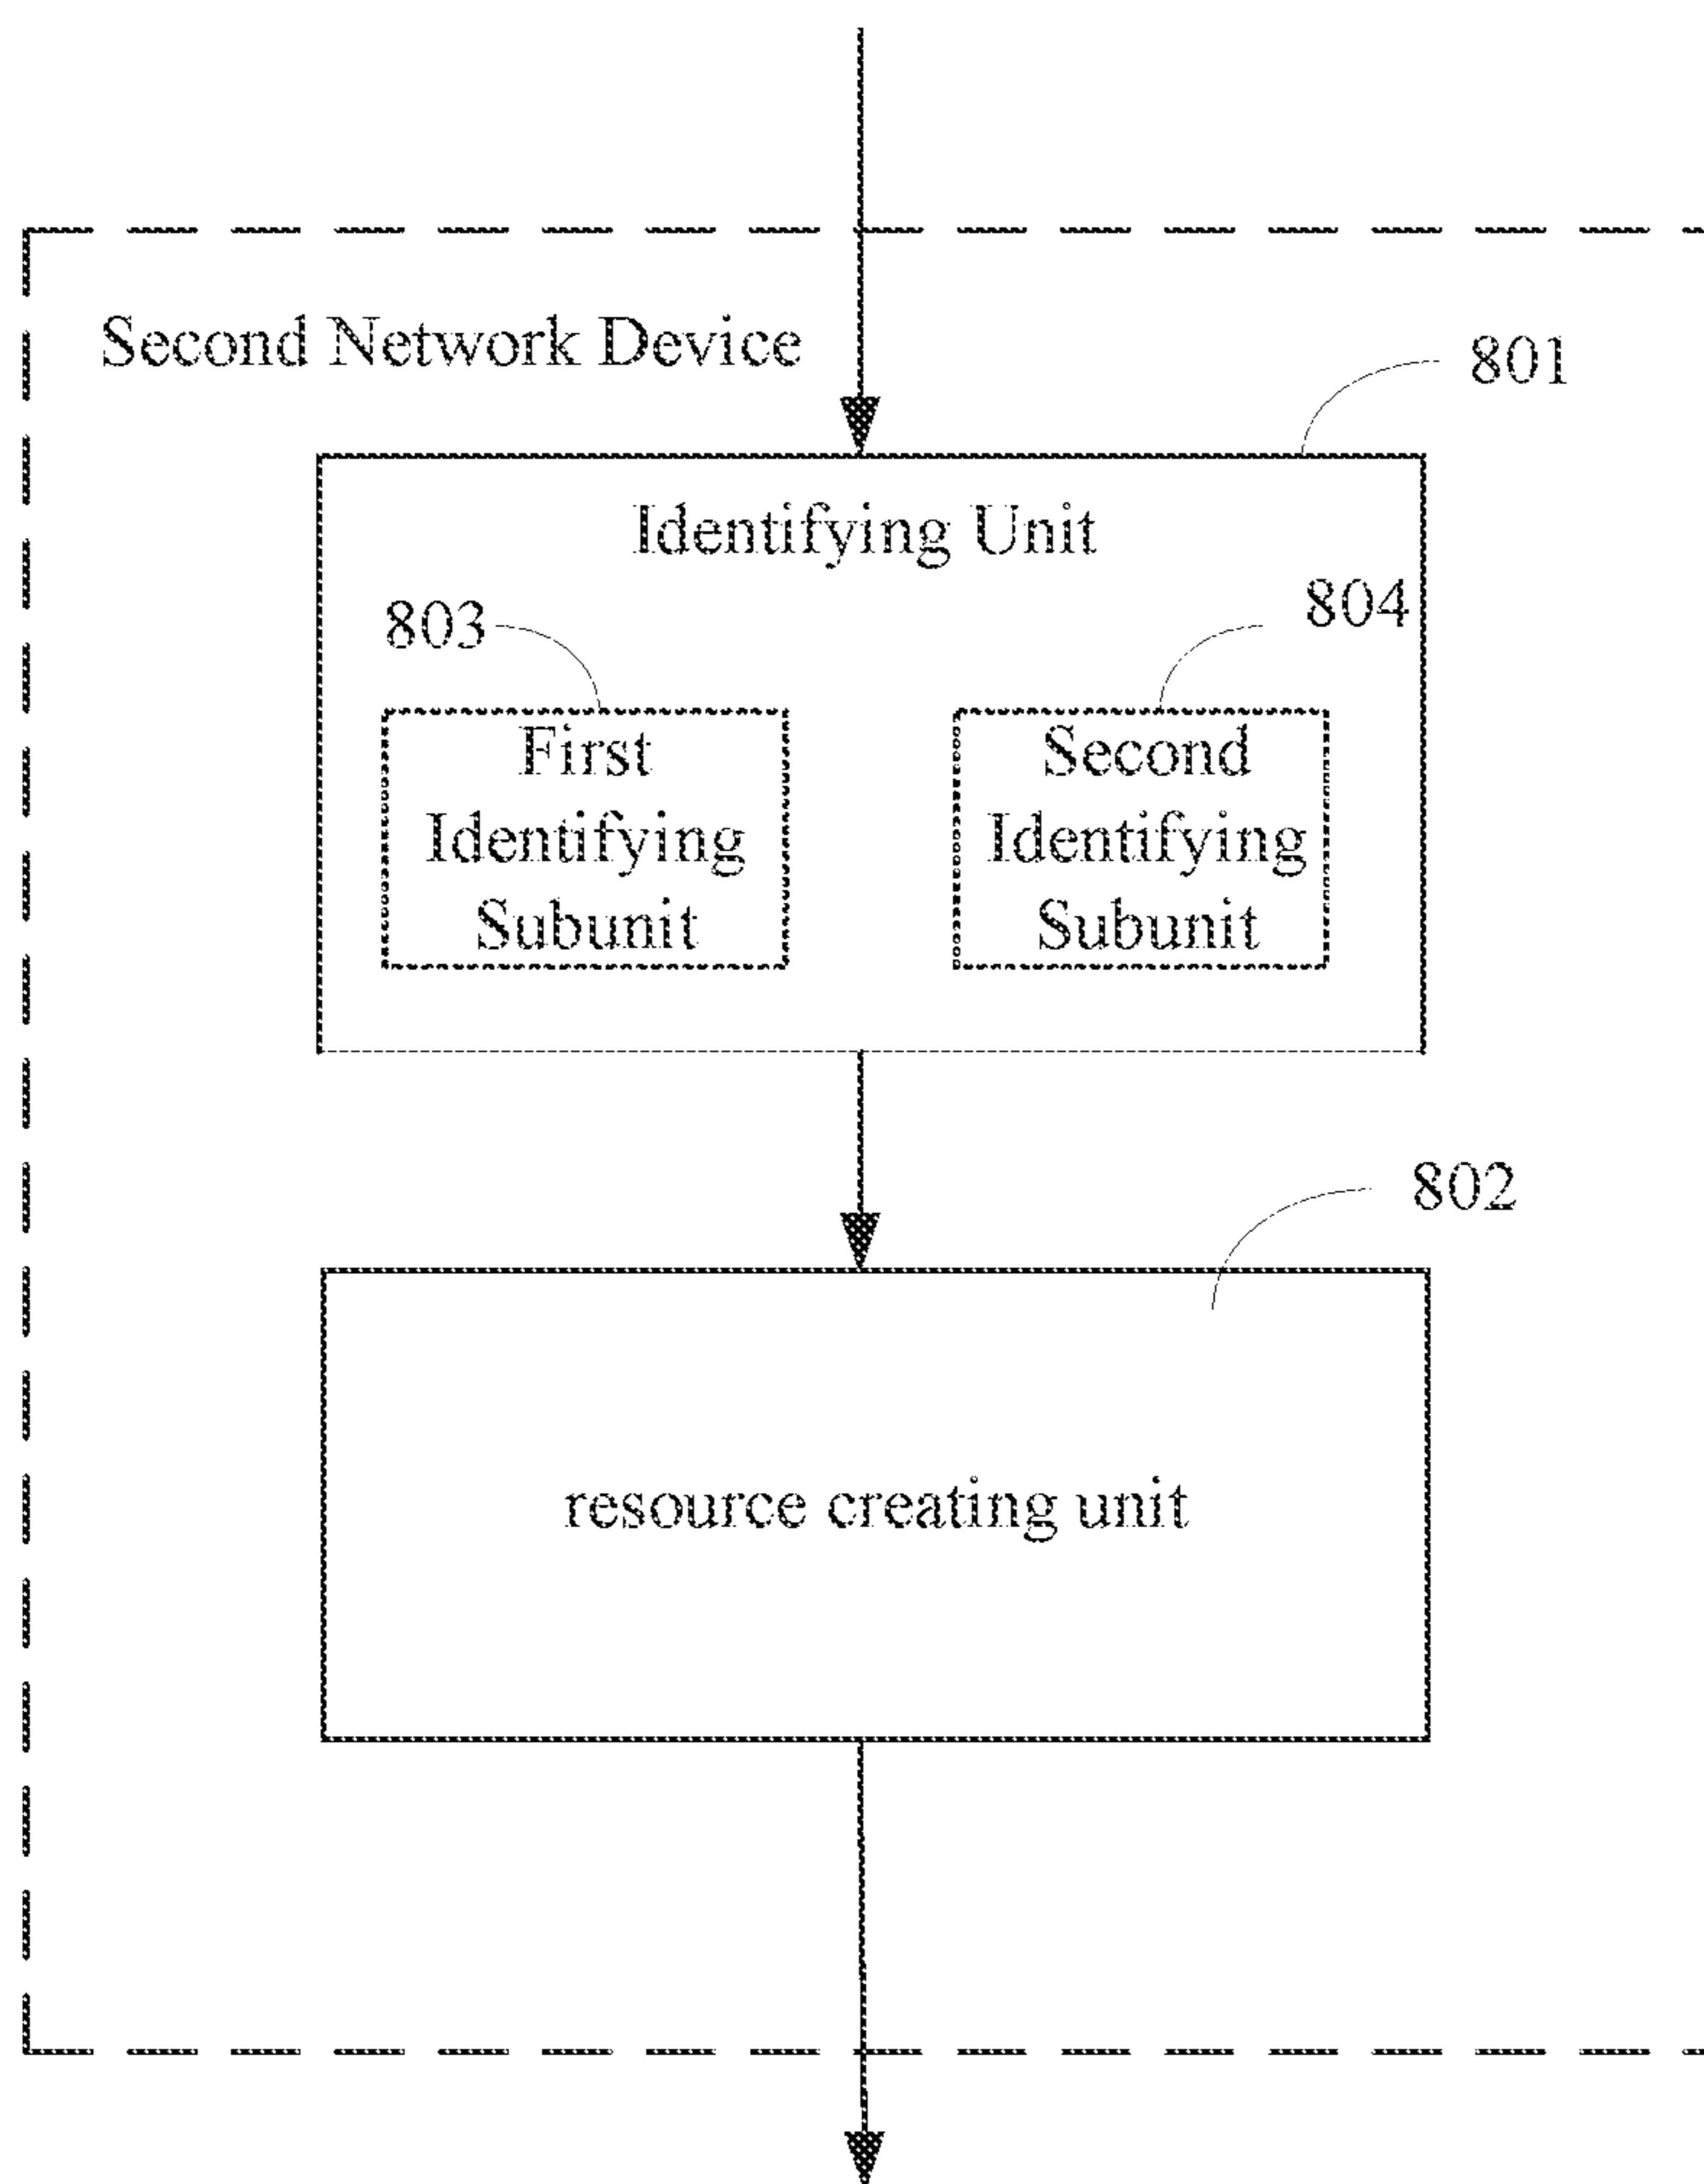 Second Network Device
801
Identifying Unit
803
804
First
Identifying
Subunit
Second
Identifying
Subunit
802
resource creating unit